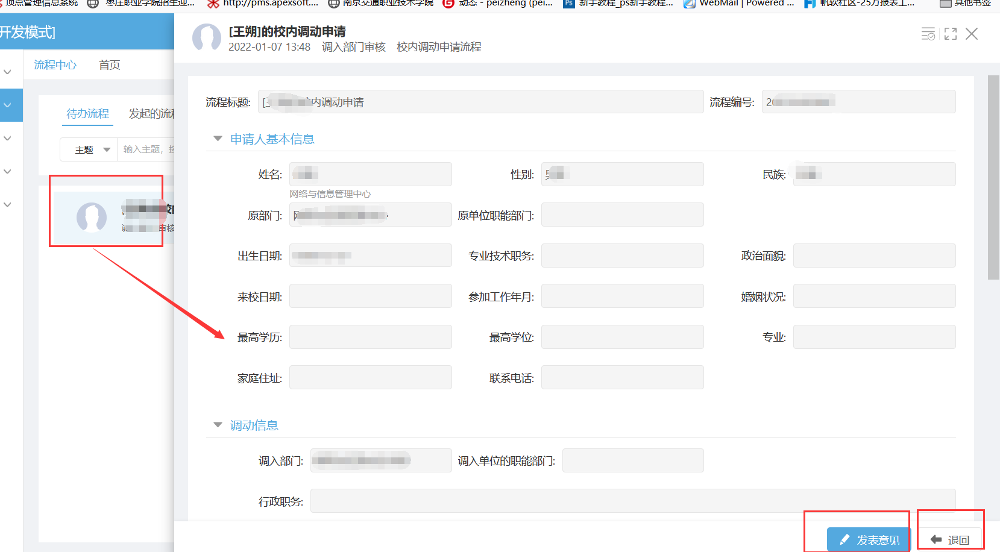 顶点管理信息系统 枣庄职业学院招生迎... http://pms.apexsoft.... 南京交通职业技术学院 动态 - peizheng (pei... Ps 新手教程_ps新手教程... WebMail | Powered ... 帆软社区-25万报表工... 其他书签
开发模式]
[王朔]的校内调动申请
2022-01-07 13:48 调入部门审核 校内调动申请流程
流程中心 首页
待办流程 发起的流程
主题 输入主题，按
审核
流程标题: [王 校内调动申请 流程编号: 20
申请人基本信息
姓名: 性别: 民族:
网络与信息管理中心
原部门: 原单位职能部门:
出生日期: 专业技术职务: 政治面貌:
来校日期: 参加工作年月: 婚姻状况:
最高学历: 最高学位: 专业:
家庭住址: 联系电话:
调动信息
调入部门: 调入单位的职能部门:
行政职务:
发表意见 退回